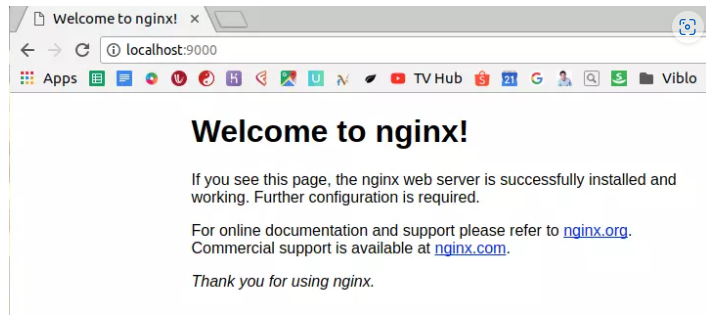 Welcome to nginx!
localhost:9000
Apps
21
TV Hub
Viblo
Welcome to nginx!
If you see this page, the nginx web server is successfully installed and
working. Further configuration is required.
For online documentation and support please refer to nginx.org.
Commercial support is available at nginx.com.
Thank you for using nginx.